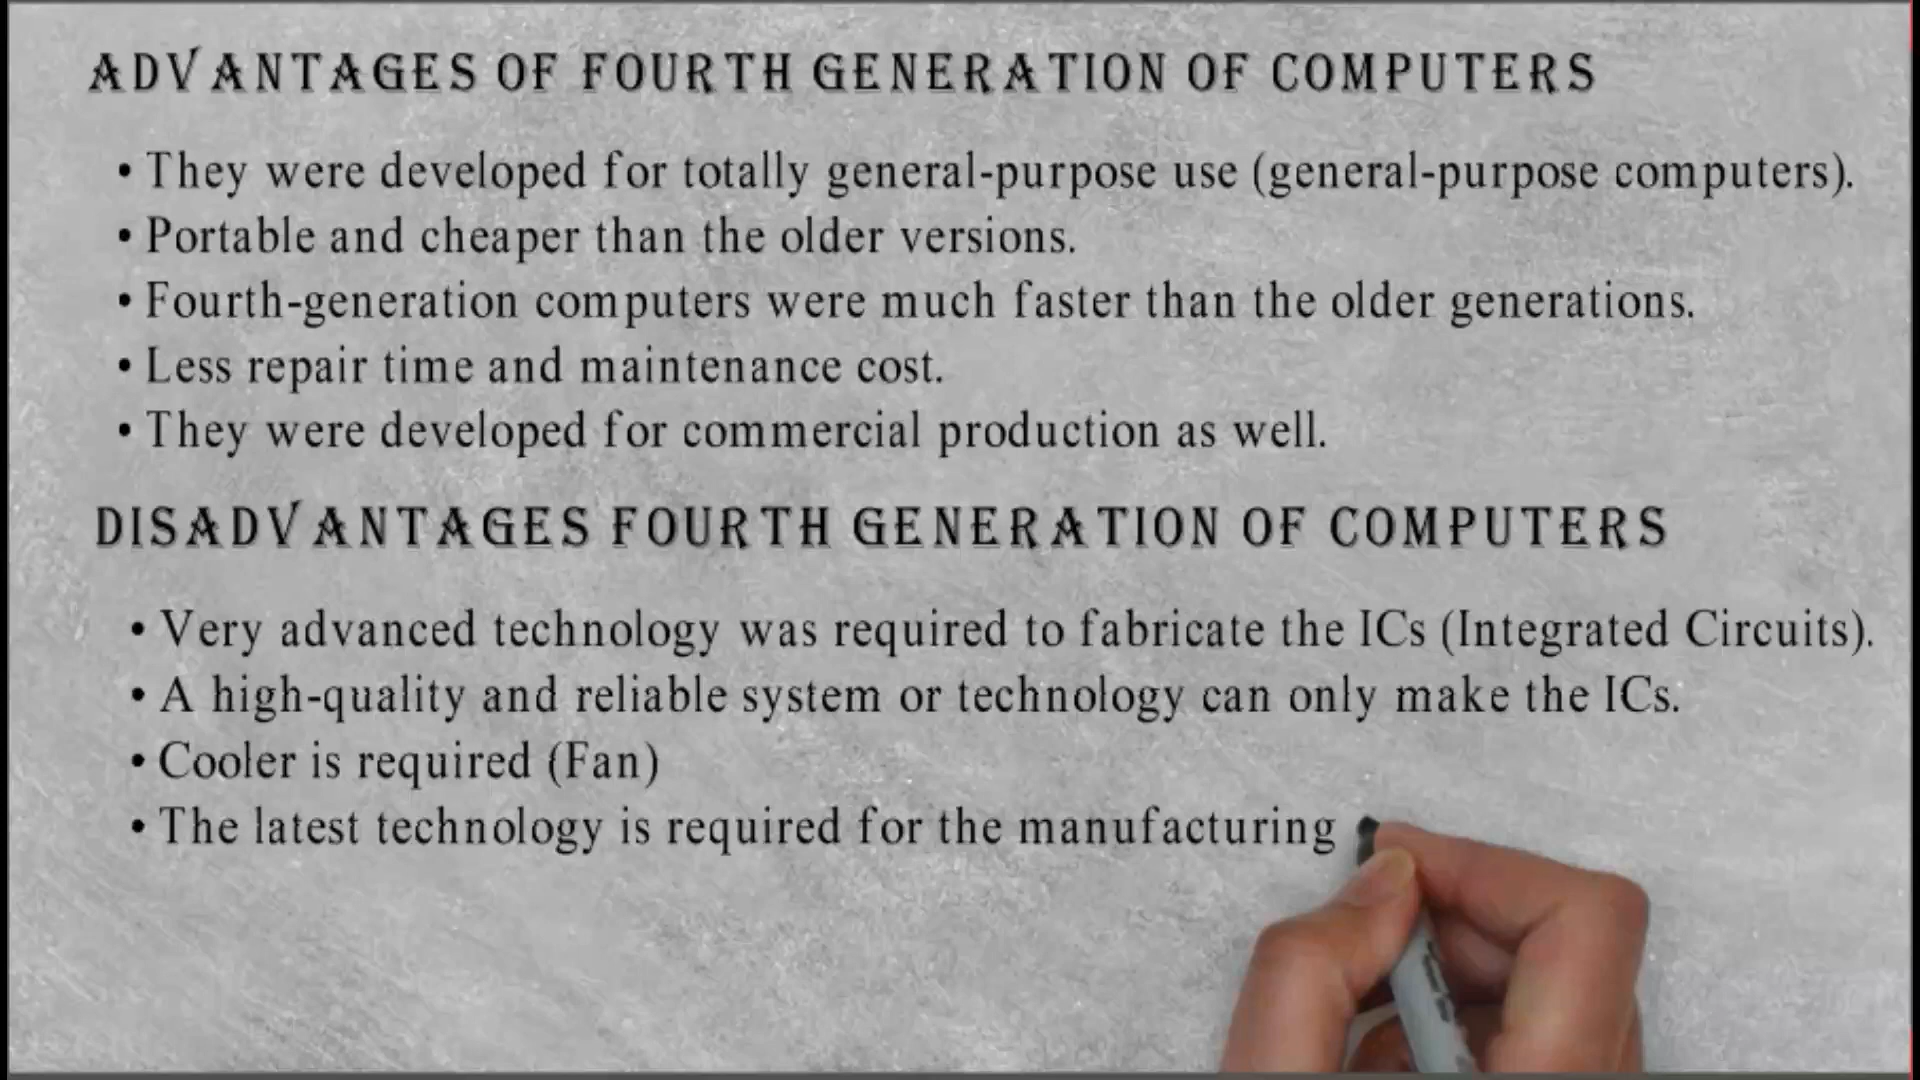 ADVANTAGES OF FOURTH GENERATION OF COMPUTERS
• They were developed for totally general-purpose use (general-purpose computers).
• Portable and cheaper than the older versions.
• Fourth-generation computers were much faster than the older generations.
• Less repair time and maintenance cost.
• They were developed for commercial production as well.
DISADVANTAGES FOURTH GENERATION OF COMPUTERS
• Very advanced technology was required to fabricate the ICs (Integrated Circuits).
• A high-quality and reliable system or technology can only make the ICs.
• Cooler is required (Fan)
• The latest technology is required for the manufacturing